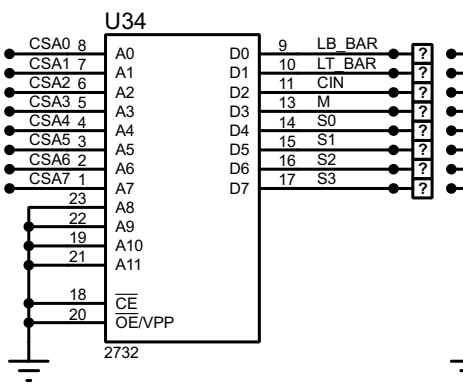 U34
CSA0 8 A0 D0 9 LB_BAR ?
CSA1 7 A1 D1 10 LT_BAR ?
CSA2 6 A2 D2 11 CIN ?
CSA3 5 A3 D3 13 M ?
CSA4 4 A4 D4 14 S0 ?
CSA5 3 A5 D5 15 S1 ?
CSA6 2 A6 D6 16 S2 ?
CSA7 1 A7 D7 17 S3 ?
23 A8
22 A9
19 A10
21 A11
18 CE
20 OE/VPP
2732